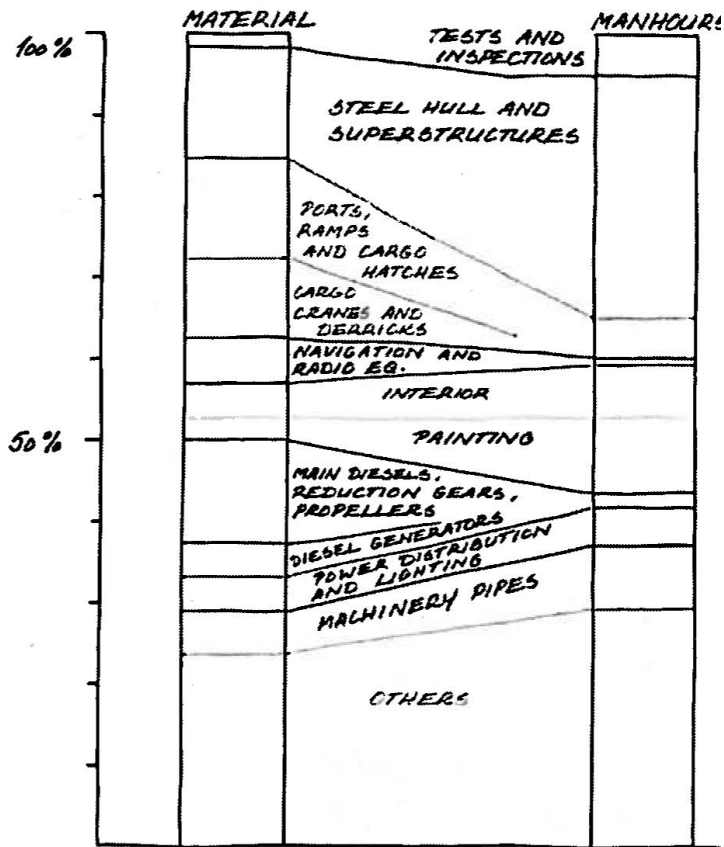 MATERIAL
MANHOURS
100%
TESTS AND
INSPECTIONS
STEEL HULL AND
SUPERSTRUCTURES
PORTS,
RAMPS
AND CARGO
HATCHES
CARGO
CRANES AND
DERRICKS
NAVIGATION AND
RADIO EQ.
INTERIOR
50%
PAINTING
MAIN DIESELS,
REDUCTION GEARS,
PROPELLERS
DIESEL GENERATORS
POWER DISTRIBUTION
AND LIGHTING
MACHINERY PIPES
OTHERS